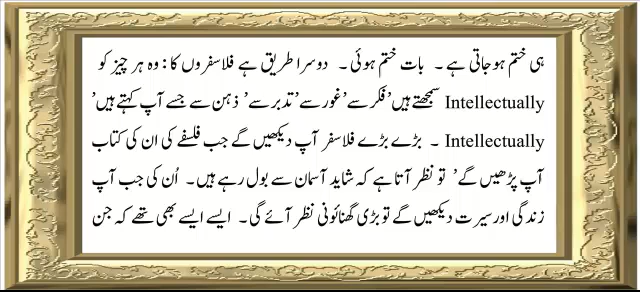 ہی ختم ہوجاتی ہے ۔ بات ختم ہوئی ۔ دوسرا طریق ہے فلاسفروں کا : وہ ہر چیز کو
Intellectually سمجھتے ہیں’ فکر سے’ غور سے’ تدبر سے’ ذہن سے جسے آپ کہتے ہیں’
Intellectually ۔ بڑے بڑے فلاسفر آپ دیکھیں گے جب فلسفے کی ان کی کتاب
آپ پڑھیں گے’ تو نظر آتا ہے کہ شاید آسمان سے بول رہے ہیں ۔ اُن کی جب آپ
زندگی اور سیرت دیکھیں گے تو بڑی گھنائونی نظر آئے گی ۔ ایسے ایسے بھی تھے کہ جن